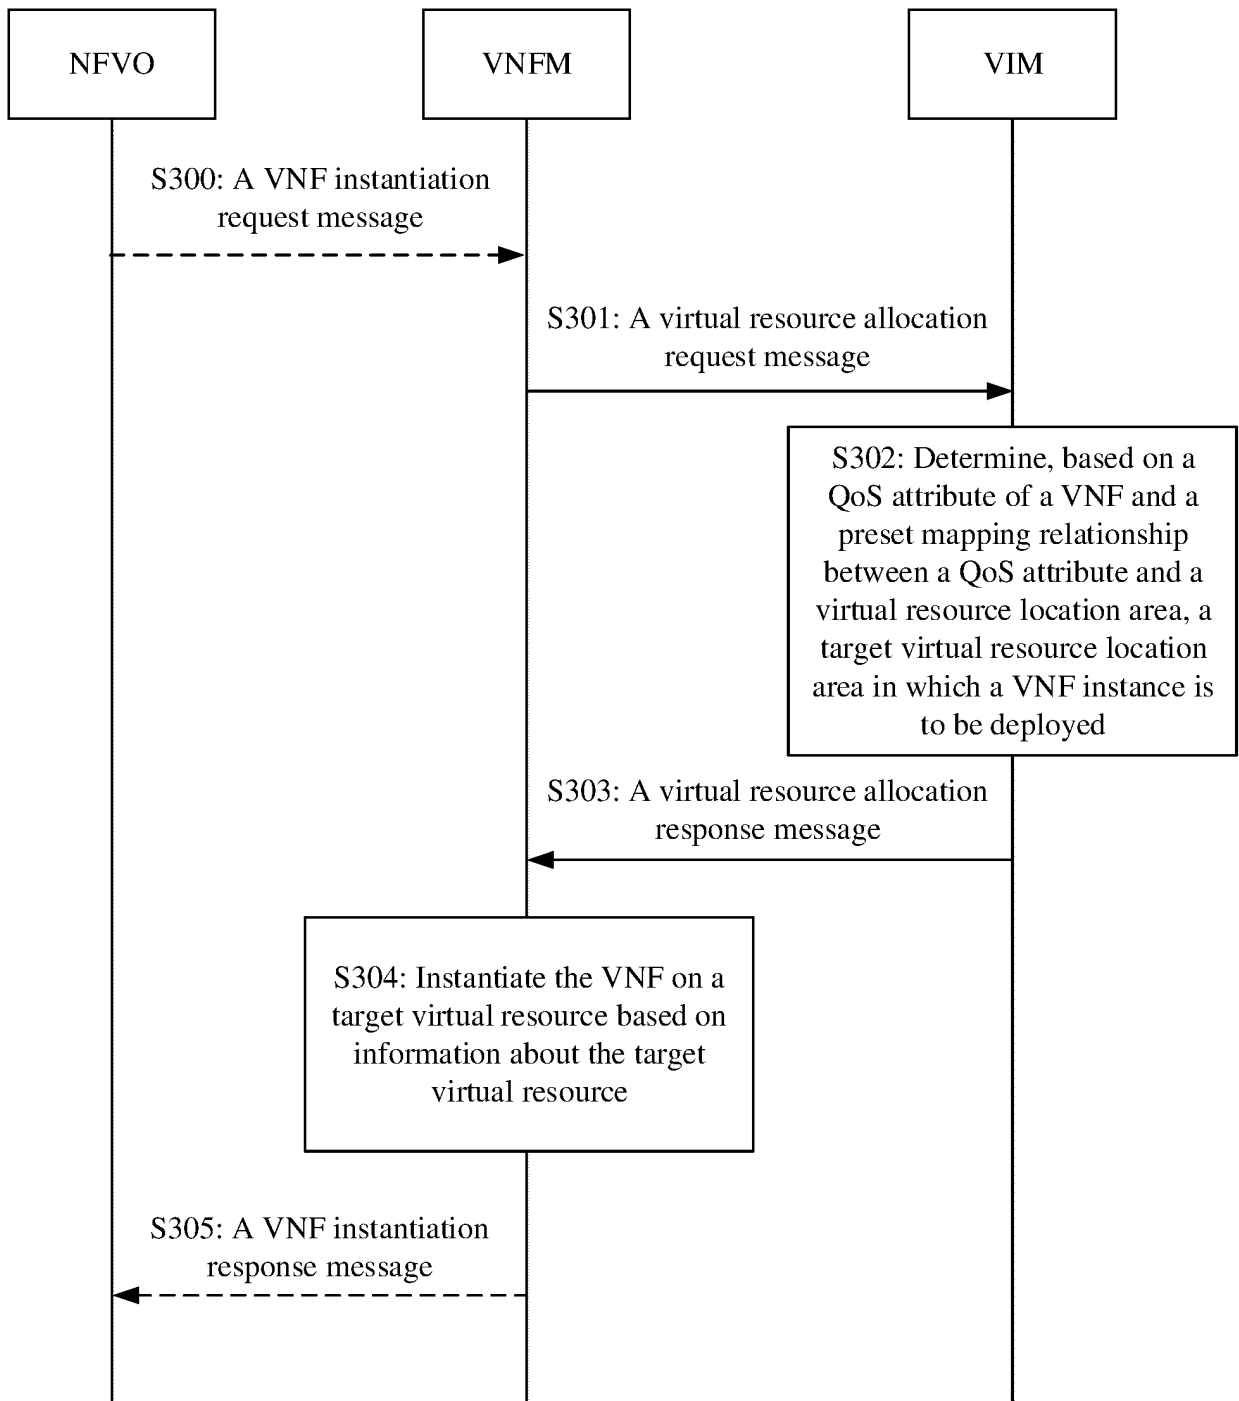 NFVO
VNFM
VIM
S300: A VNF instantiation
request message
S301: A virtual resource allocation
request message
S302: Determine, based on a
QoS attribute of a VNF and a
preset mapping relationship
between a QoS attribute and a
virtual resource location area, a
target virtual resource location
area in which a VNF instance is
to be deployed
S303: A virtual resource allocation
response message
S304: Instantiate the VNF on a
target virtual resource based on
information about the target
virtual resource
S305: A VNF instantiation
response message